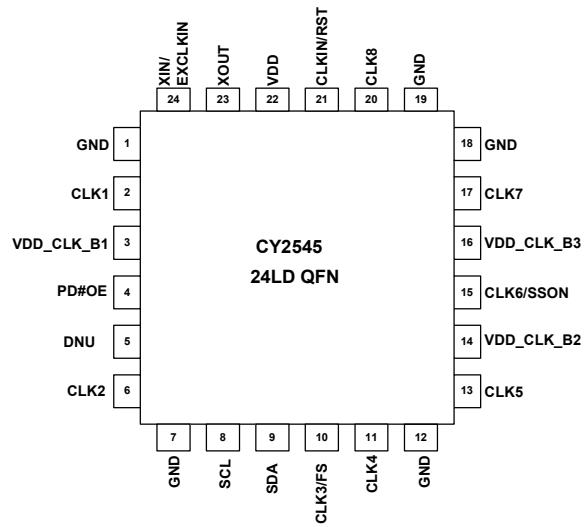 XIN/
EXCLKIN
XOUT
VDD
CLKIN/RST
CLK8
GND
24
23
22
21
20
19
GND
1
18
GND
CLK1
2
17
CLK7
VDD_CLK_B1
3
16
VDD_CLK_B3
CY2545
24LD QFN
PD#OE
4
15
CLK6/SSON
DNU
5
14
VDD_CLK_B2
CLK2
6
13
CLK5
7
8
9
10
11
12
GND
SCL
SDA
CLK3/FS
CLK4
GND